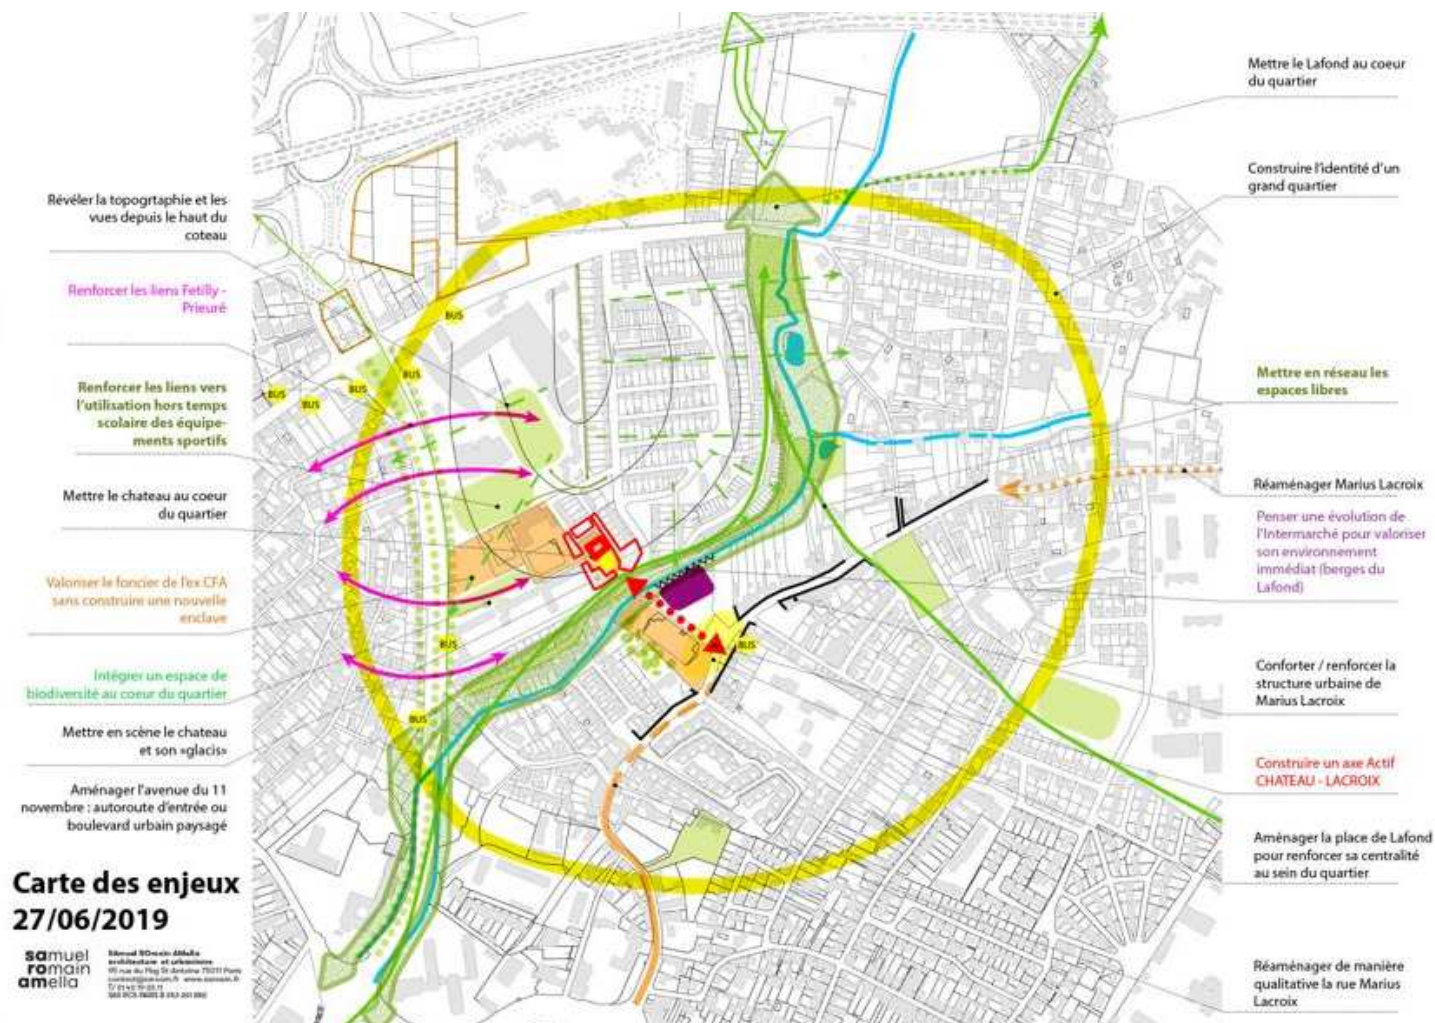 Révéler la topogrtaphie et les
vues depuis le haut du
coteau
Renforcer les liens Fetilly -
Prieuré
Renforcer les liens vers
l'utilisation hors temps
scolaire des équipe-
ments sportifs
Mettre le chateau au coeur
du quartier
Valoriser le foncier de l'ex CFA
sans construire une nouvelle
enclave
Intégrer un espace de
biodiversité au coeur du quartier
Mettre en scène le chateau
et son «glacis»
Aménager l'avenue du 11
novembre : autoroute d'entrée ou
boulevard urbain paysagé
Carte des enjeux
27/06/2019
samuel
romain
amella
Samuel ROmain AMella
architecture et urbanisme
BUS
BUS
BUS
BUS
BUS
BUS
BUS
BUS
Mettre le Lafond au coeur
du quartier
Construire l'identité d'un
grand quartier
Mettre en réseau les
espaces libres
Réaménager Marius Lacroix
Penser une évolution de
l'Intermarché pour valoriser
son environnement
immédiat (berges du
Lafond)
Conforter / renforcer la
structure urbaine de
Marius Lacroix
Construire un axe Actif
CHATEAU - LACROIX
Aménager la place de Lafond
pour renforcer sa centralité
au sein du quartier
Réaménager de manière
qualitative la rue Marius
Lacroix